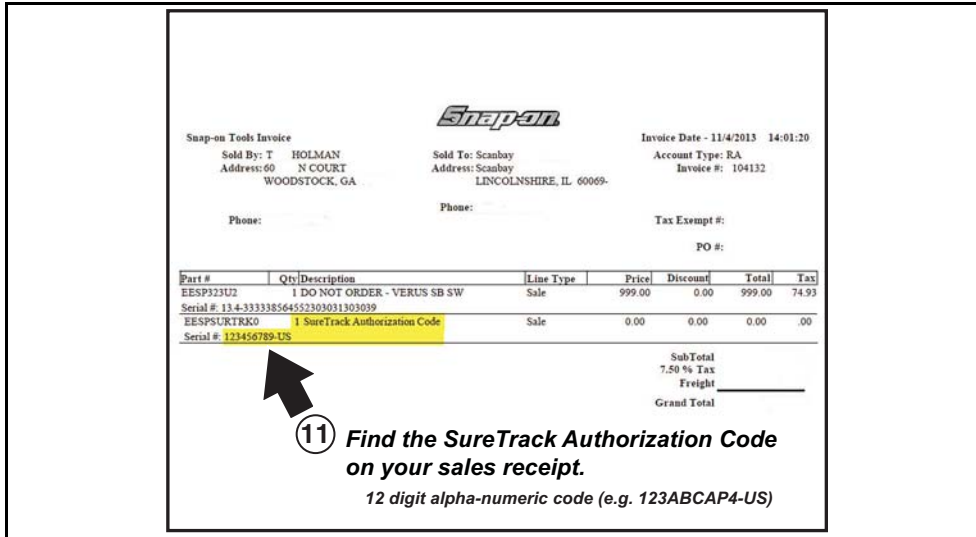 Snap-on
Snap-on Tools Invoice
Invoice Date - 11/4/2013 14:01:20
Sold By: T HOLMAN
Sold To: Scanbay
Account Type: RA
Address: 60 N COURT
Address: Scanbay
Invoice #: 104132
WOODSTOCK, GA
LINCOLNSHIRE, IL 60069-
Phone:
Phone:
Tax Exempt #:
PO #:
Part # Qty Description Line Type Price Discount Total Tax
EESP323U2 1 DO NOT ORDER - VERUS SB SW Sale 999.00 0.00 999.00 74.93
Serial #: 13.4-333338564552303031303039
EESPSURTRK0 1 SureTrack Authorization Code Sale 0.00 0.00 0.00 .00
Serial #: 123456789-US
SubTotal
7.50 % Tax
Freight
Grand Total
11 Find the SureTrack Authorization Code
on your sales receipt.
12 digit alpha-numeric code (e.g. 123ABCAP4-US)